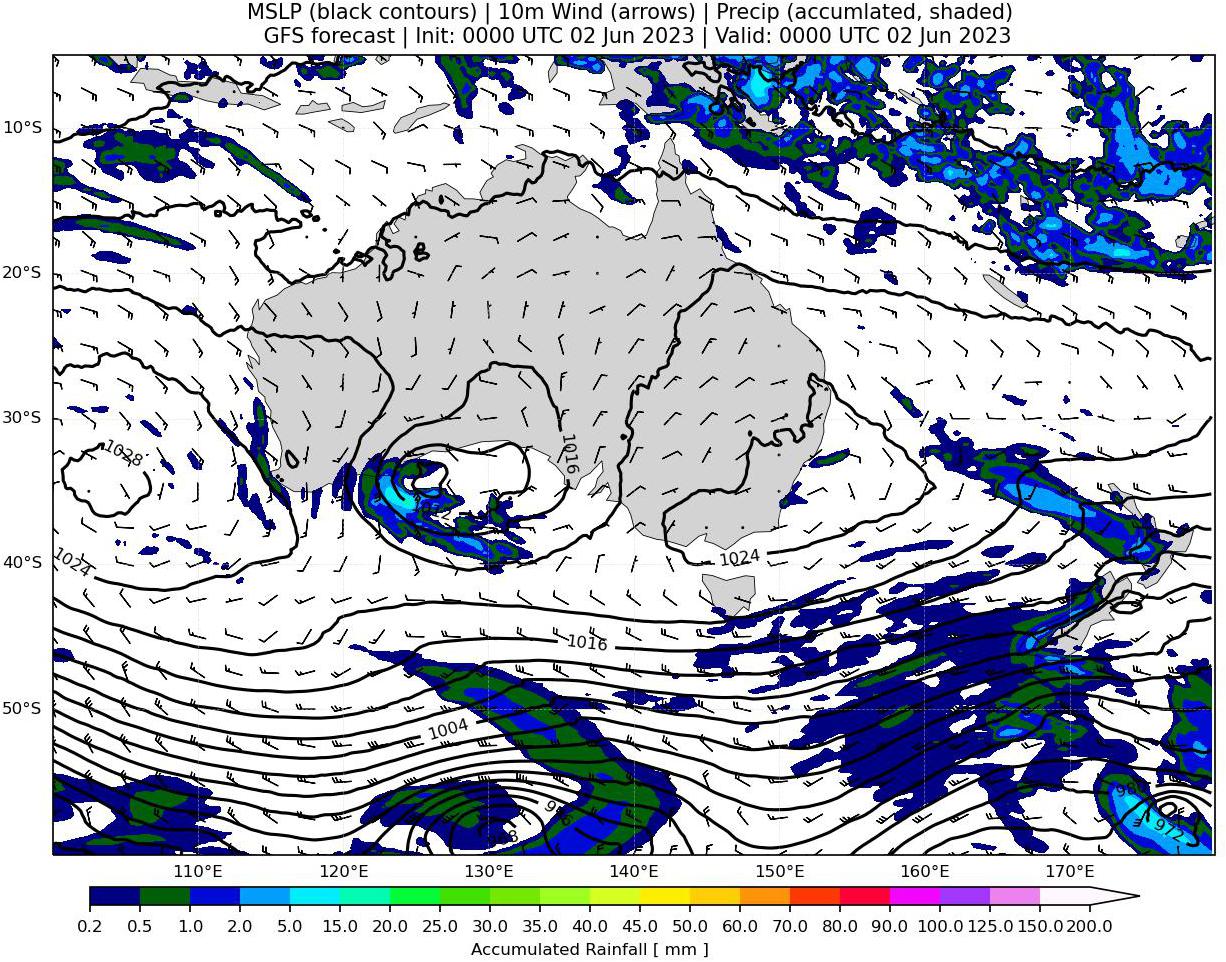 MSLP (black contours) | 10m Wind (arrows) | Precip (accumlated, shaded)
GFS forecast | Init: 0000 UTC 02 Jun 2023 | Valid: 0000 UTC 02 Jun 2023
10°S
20°S
30°S
40°S
50°S
1028
1016
1012
1024
1024
1016
1004
976
968
972
110°E 120°E 130°E 140°E 150°E 160°E 170°E
0.2 0.5 1.0 2.0 5.0 10.0 15.0 20.0 25.0 30.0 35.0 40.0 45.0 50.0 60.0 70.0 80.0 90.0 100.0 125.0 150.0 200.0
Accumulated Rainfall [ mm ]